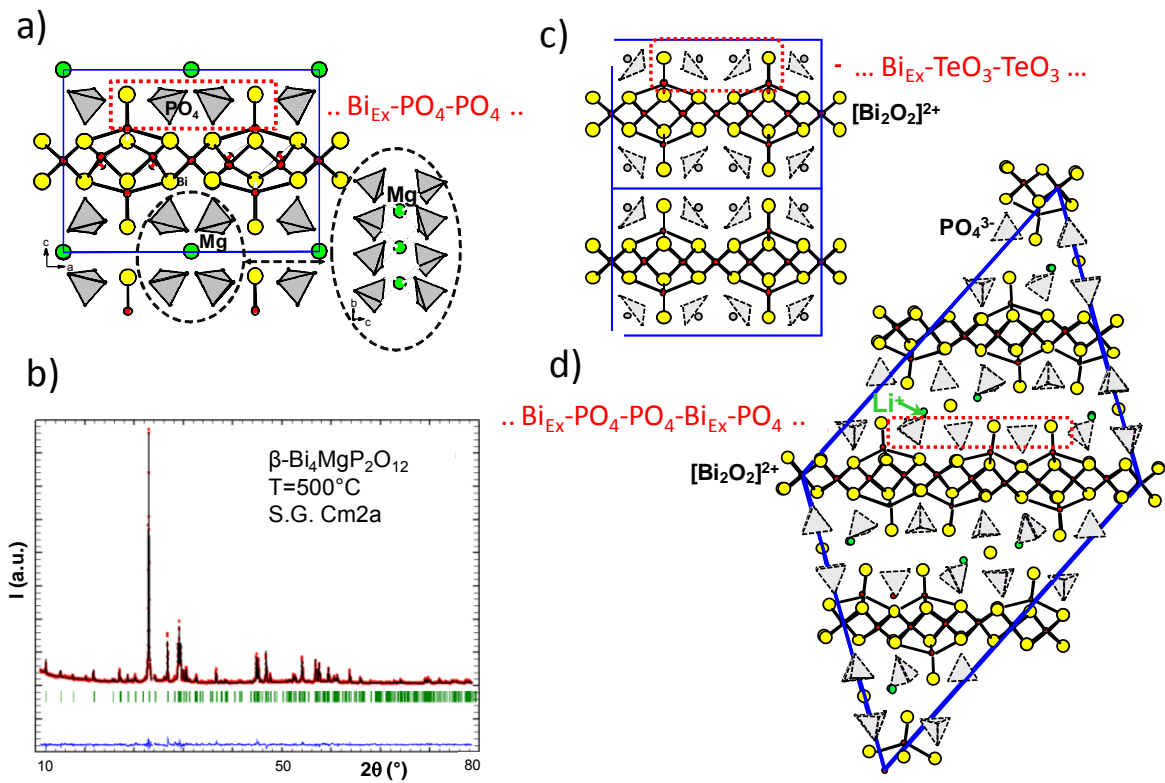 a)
PO4
.. BiEx-PO4-PO4 ..
Bi
Mg
Mg
c
a
b
c
b)
β-Bi4MgP2O12
T=500°C
S.G. Cm2a
I (a.u.)
10
50
2θ (°)
80
c)
- ... BiEx-TeO3-TeO3 ...
[Bi2O2]2+
d)
PO43-
Li+
.. BiEx-PO4-PO4-BiEx-PO4 ..
[Bi2O2]2+